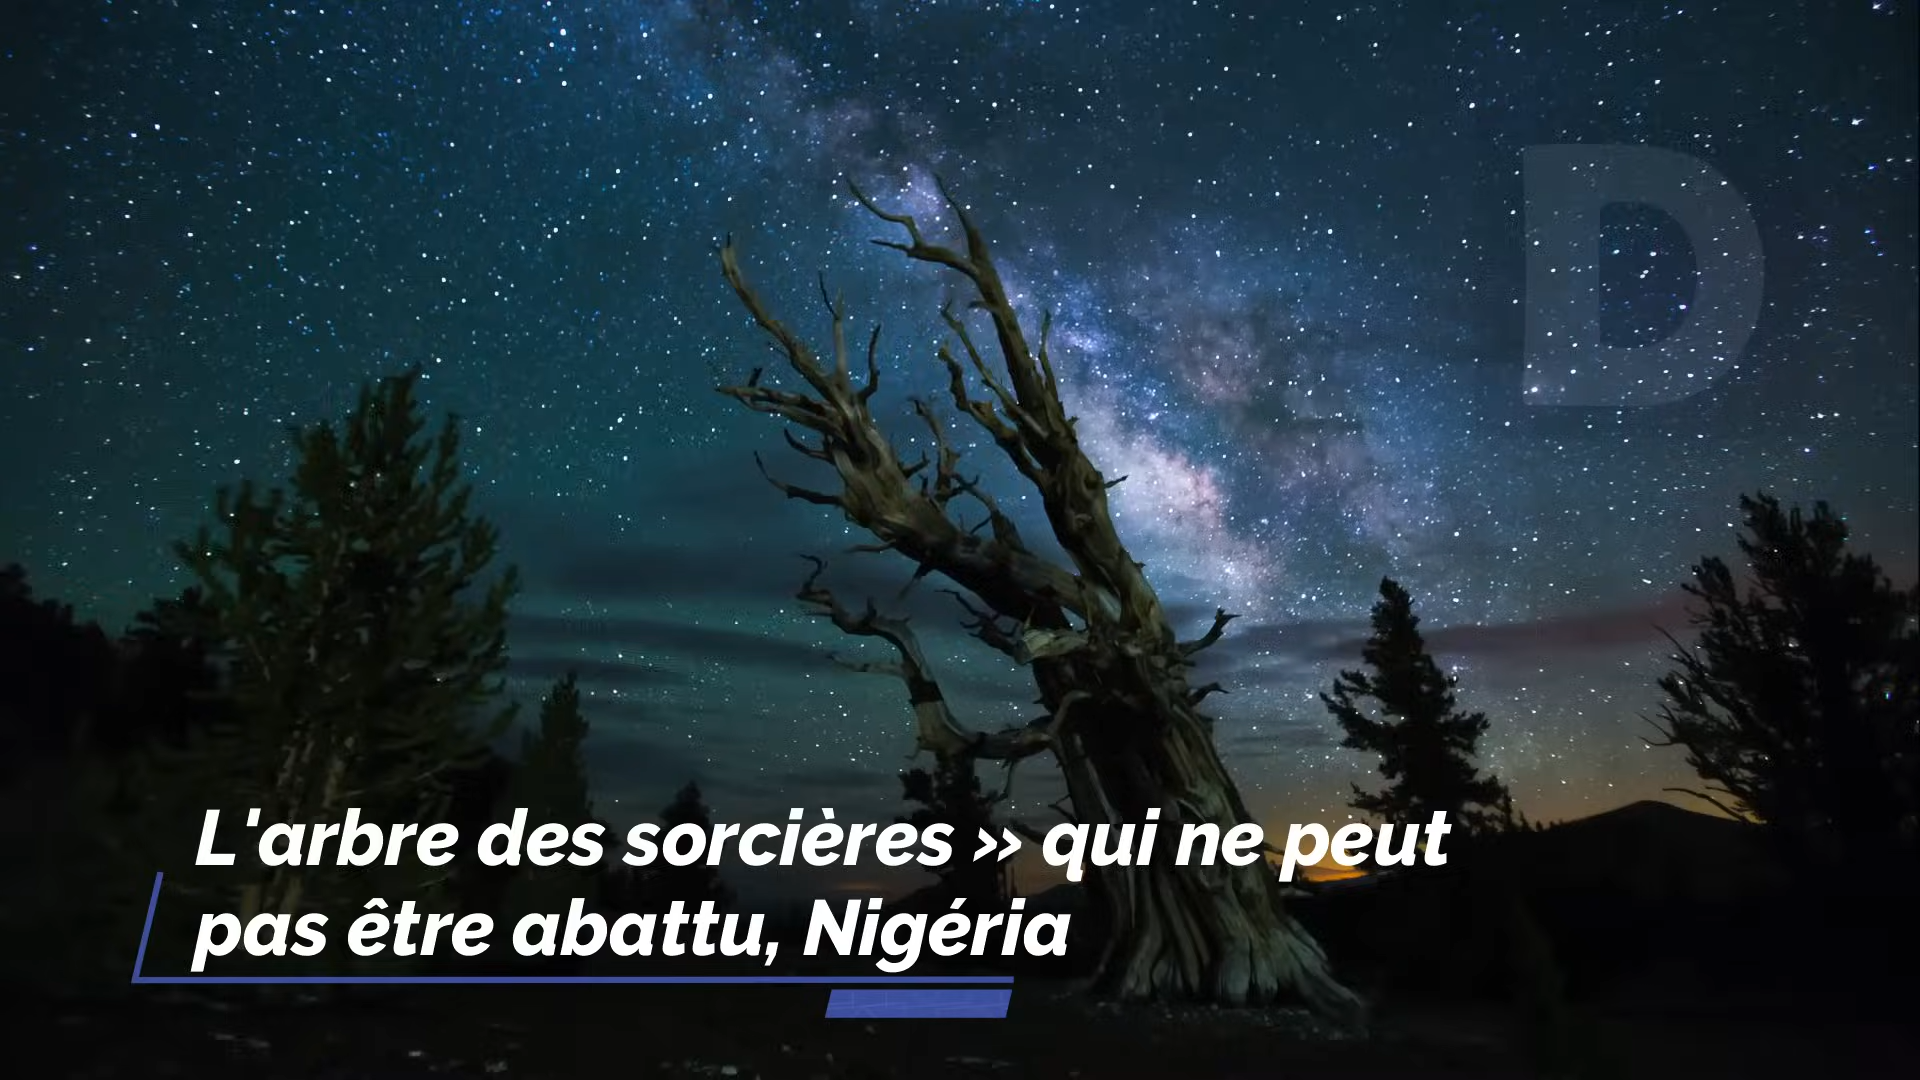 D
L'arbre des sorcières » qui ne peut
pas être abattu, Nigéria